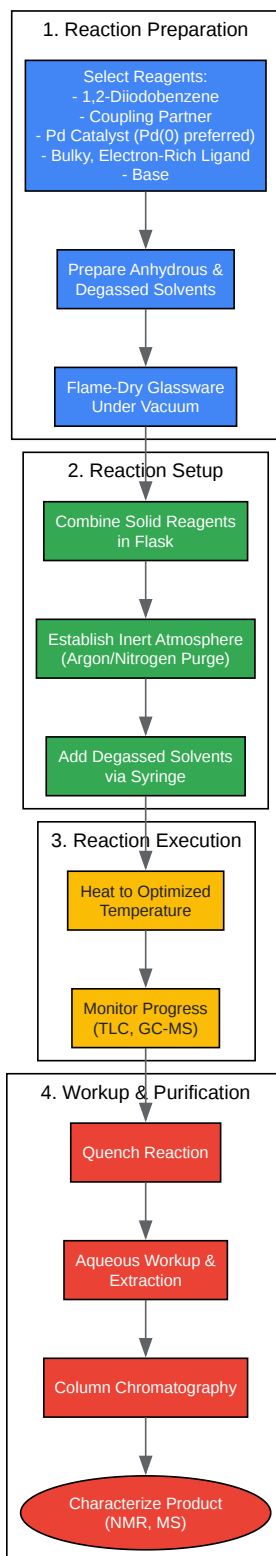 1. Reaction Preparation
Select Reagents:
- 1,2-Diiodobenzene
- Coupling Partner
- Pd Catalyst (Pd(0) preferred)
- Bulky, Electron-Rich Ligand
- Base
Prepare Anhydrous &
Degassed Solvents
Flame-Dry Glassware
Under Vacuum
2. Reaction Setup
Combine Solid Reagents
in Flask
Establish Inert Atmosphere
(Argon/Nitrogen Purge)
Add Degassed Solvents
via Syringe
3. Reaction Execution
Heat to Optimized
Temperature
Monitor Progress
(TLC, GC-MS)
4. Workup & Purification
Quench Reaction
Aqueous Workup &
Extraction
Column Chromatography
Characterize Product
(NMR, MS)